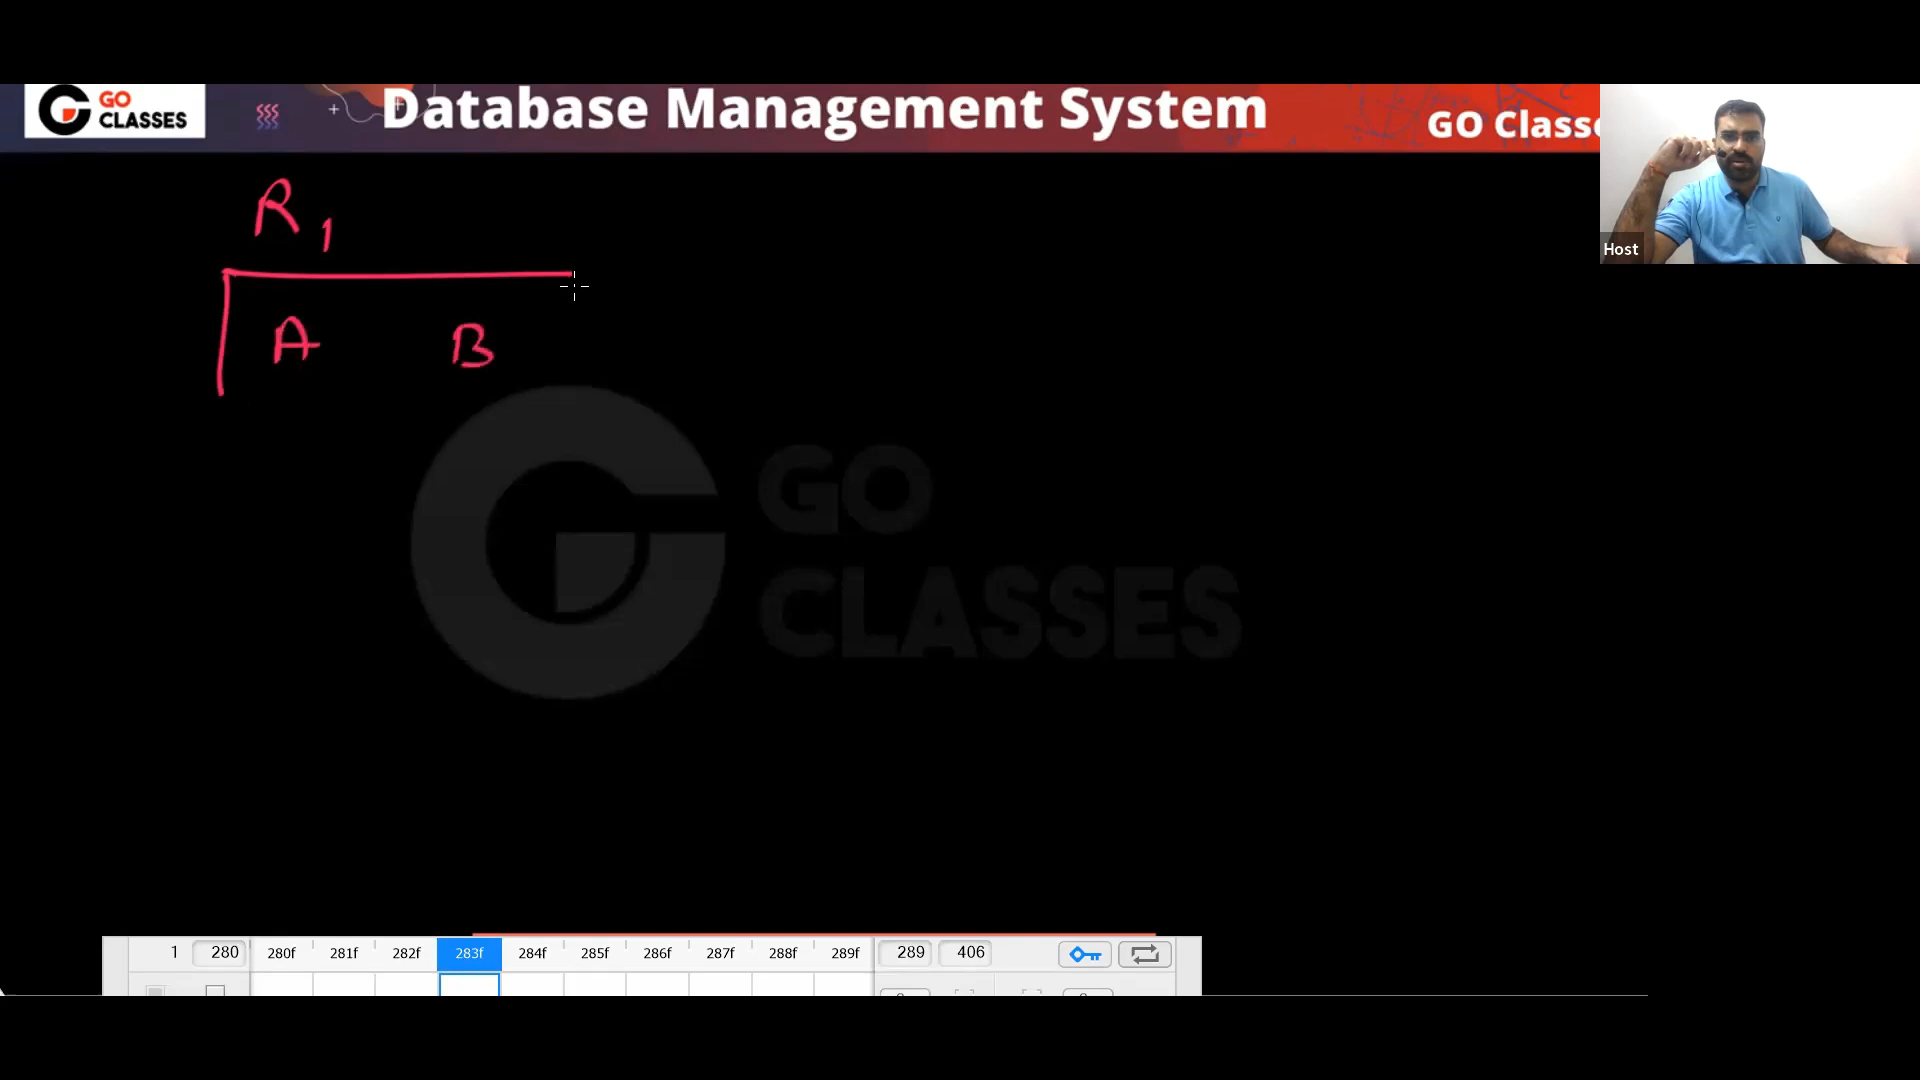 GO
CLASSES
Database Management System
GO Classe
Host
R1
A B
GO
CLASSES
1 280 280f 281f 282f 283f 284f 285f 286f 287f 288f 289f 289 406